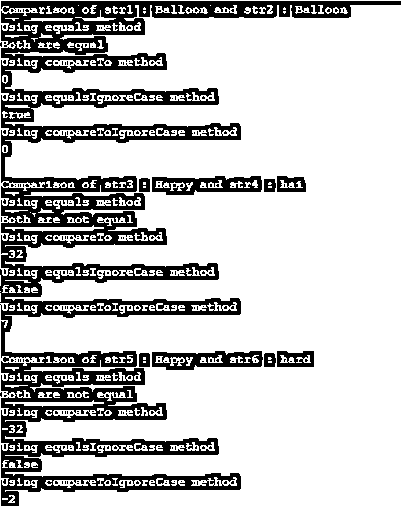 Comparison of str1: Balloon and str2: Balloon
Using equals method
Both are equal
Using compareTo method
0
Using equalsIgnoreCase method
true
Using compareToIgnoreCase method
0
Comparison of str3 : Happy and str4 : hai
Using equals method
Both are not equal
Using compareTo method
-32
Using equalsIgnoreCase method
false
Using compareToIgnoreCase method
7
Comparison of str5 : Happy and str6 : hard
Using equals method
Both are not equal
Using compareTo method
-32
Using equalsIgnoreCase method
false
Using compareToIgnoreCase method
-2